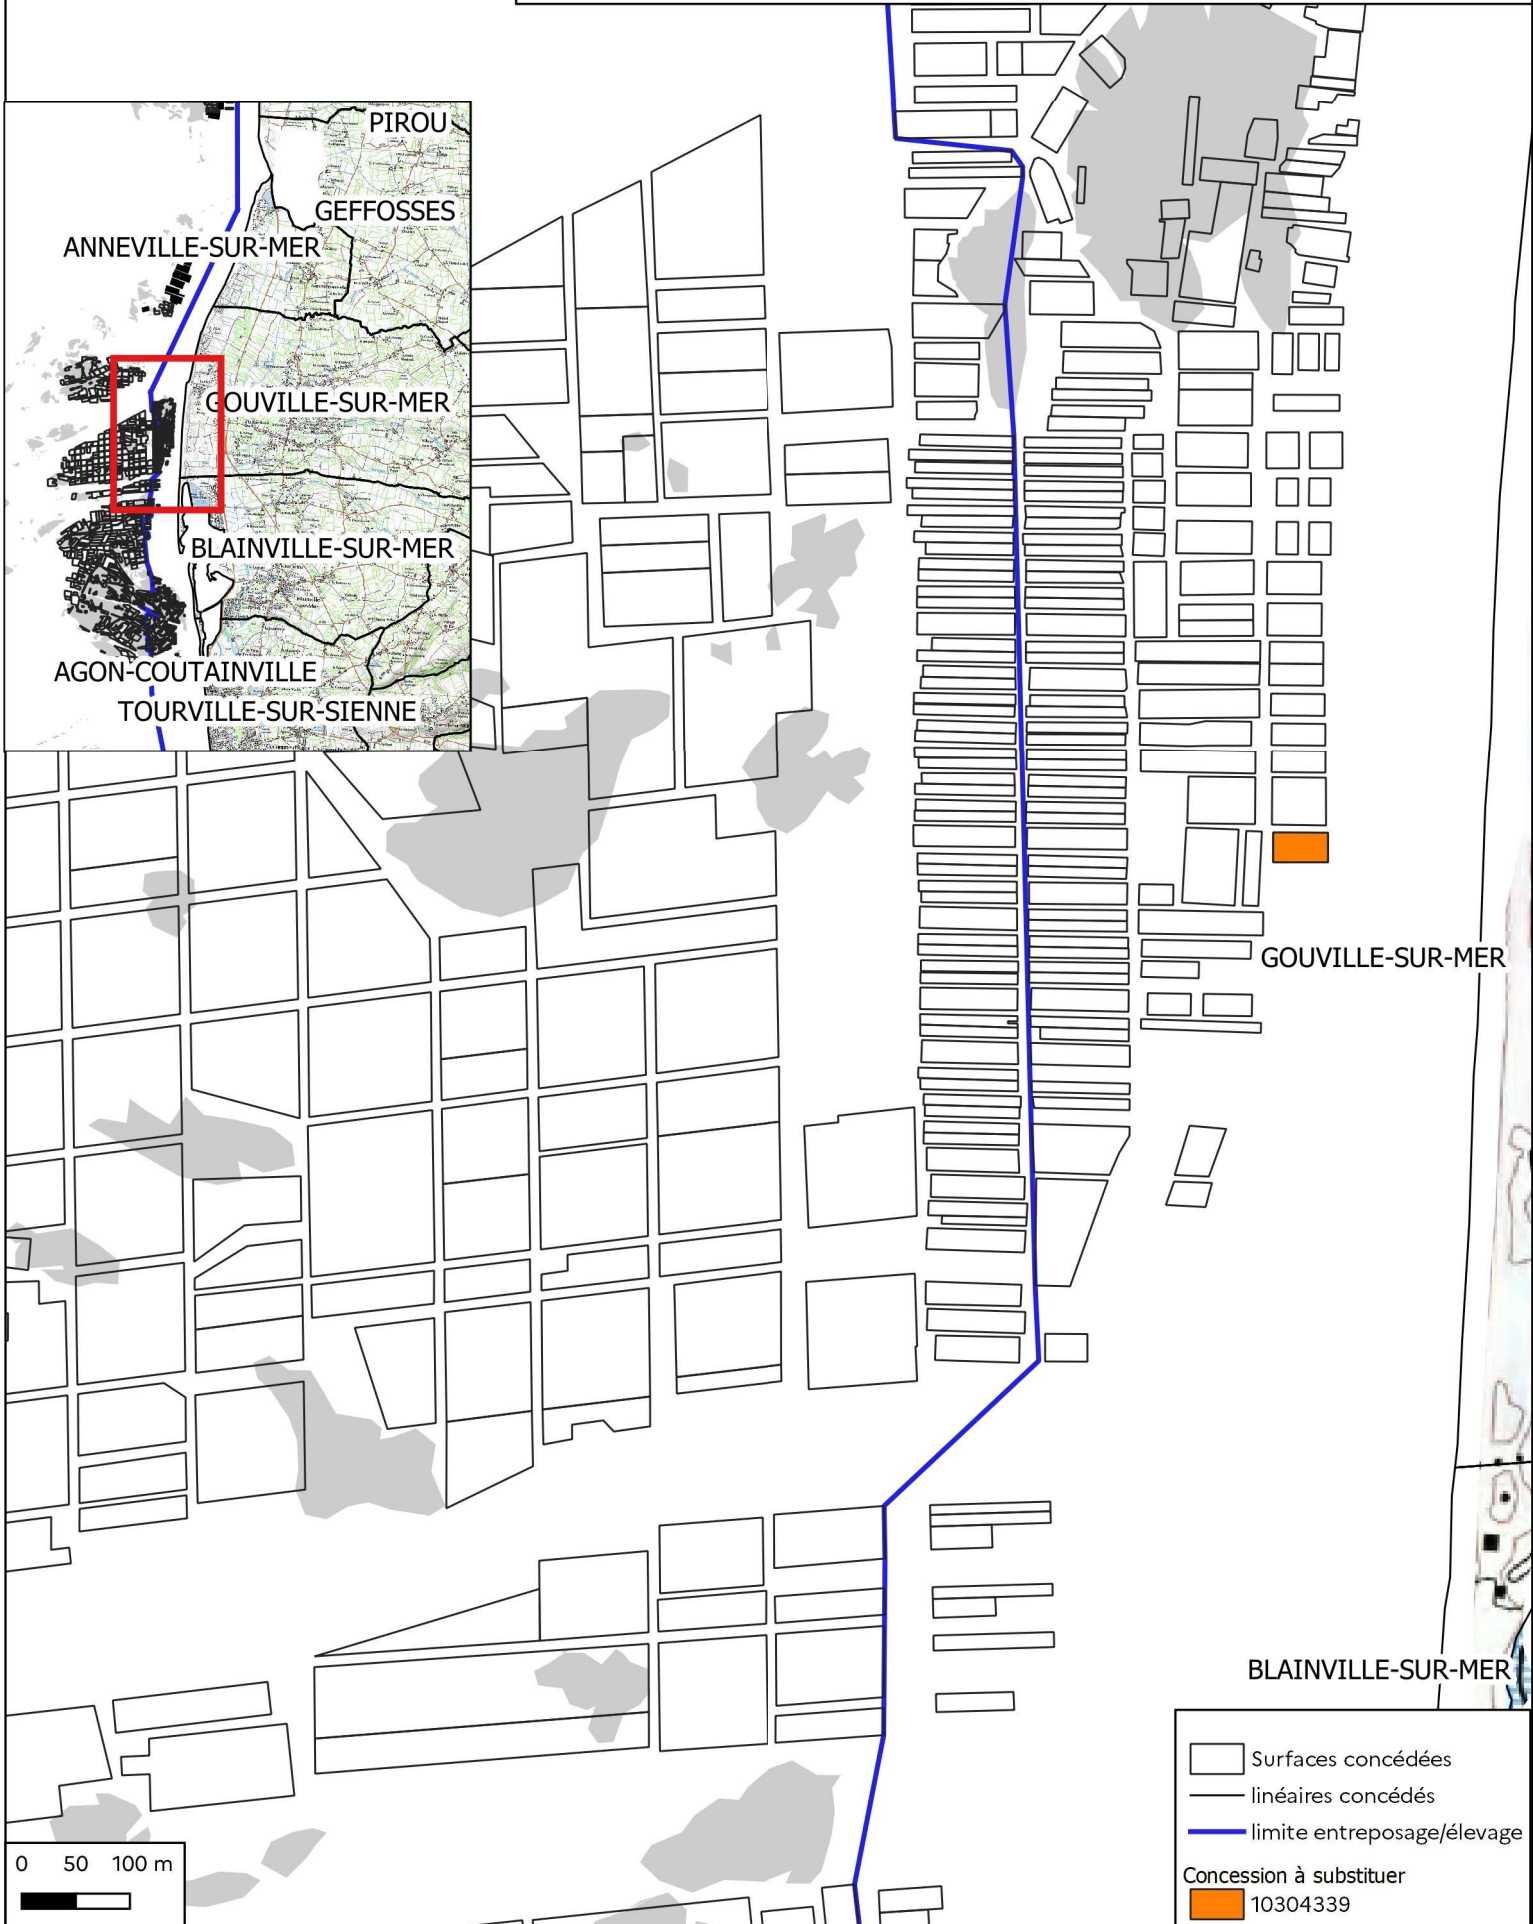 PIROU
GEFFOSSES
ANNEVILLE-SUR-MER
GOUVILLE-SUR-MER
BLAINVILLE-SUR-MER
AGON-COUTAINVILLE
TOURVILLE-SUR-SIENNE
GOUVILLE-SUR-MER
BLAINVILLE-SUR-MER
Surfaces concédées
linéaires concédés
limite entreposage/élevage
Concession à substituer
10304339
0 50 100 m